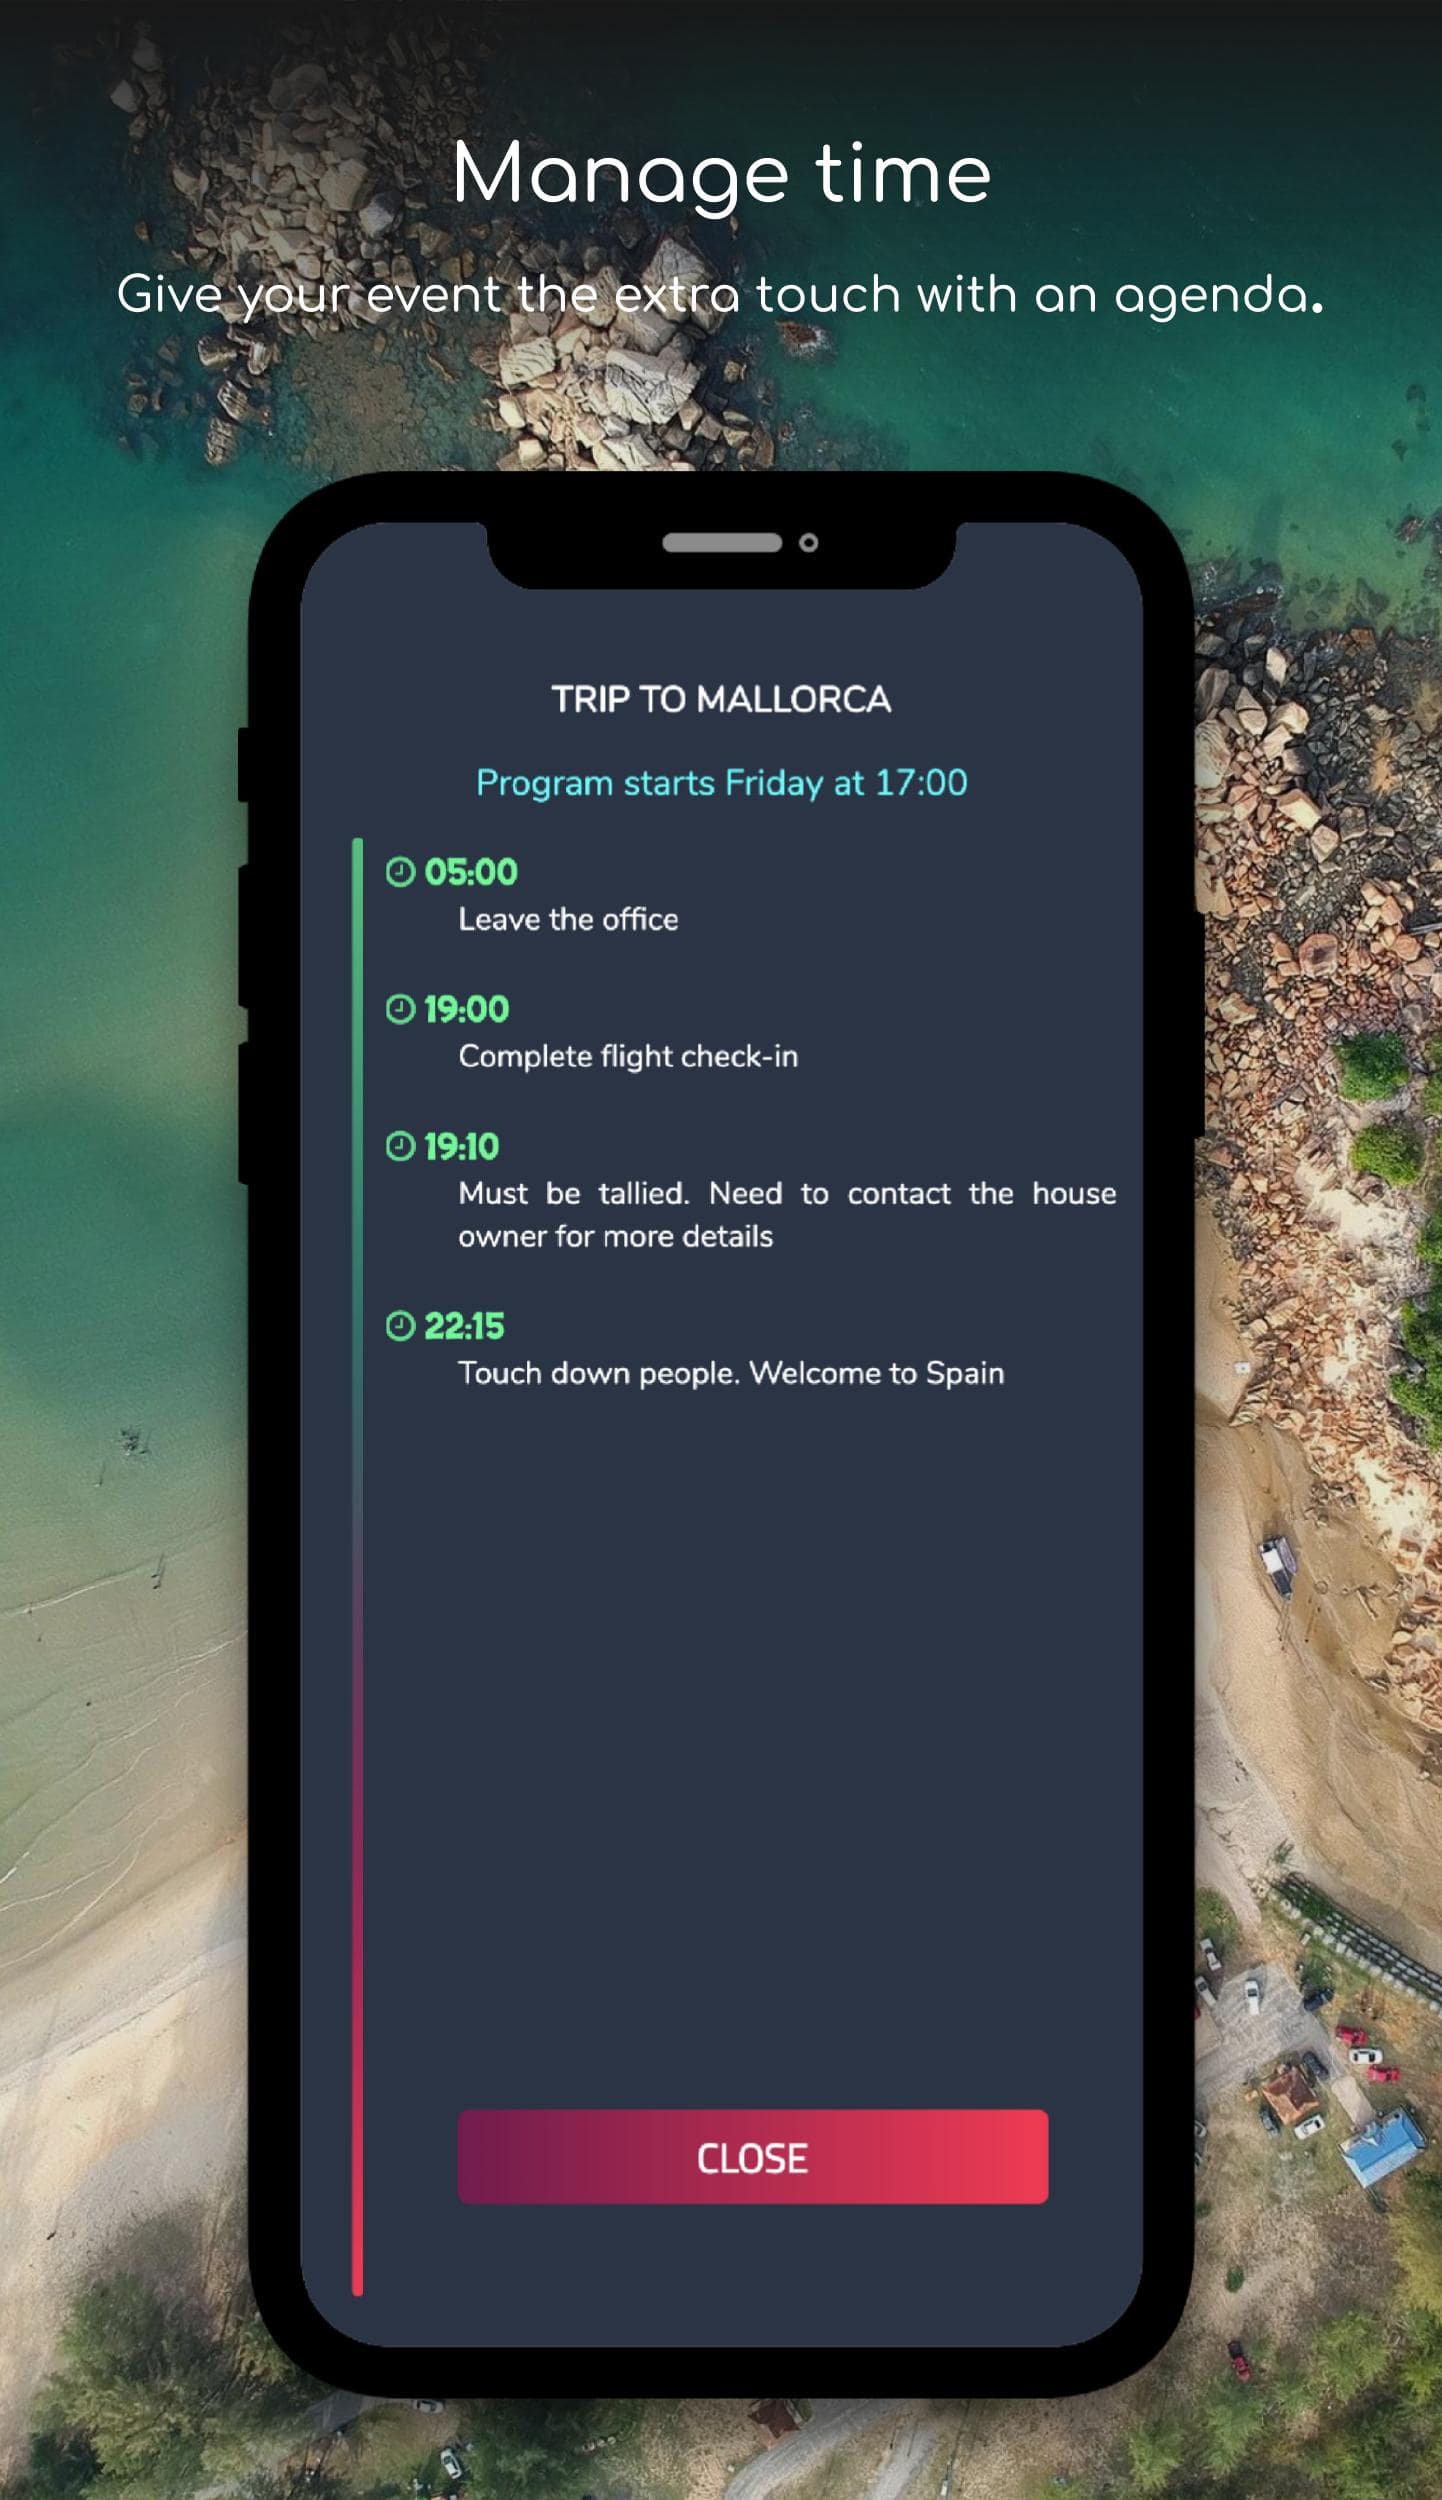 Manage time
Give your event the extra touch with an agenda.
TRIP TO MALLORCA
Program starts Friday at 17:00
05:00
Leave the office
19:00
Complete flight check-in
19:10
Must be tallied. Need to contact the house
owner for more details
22:15
Touch down people. Welcome to Spain
CLOSE